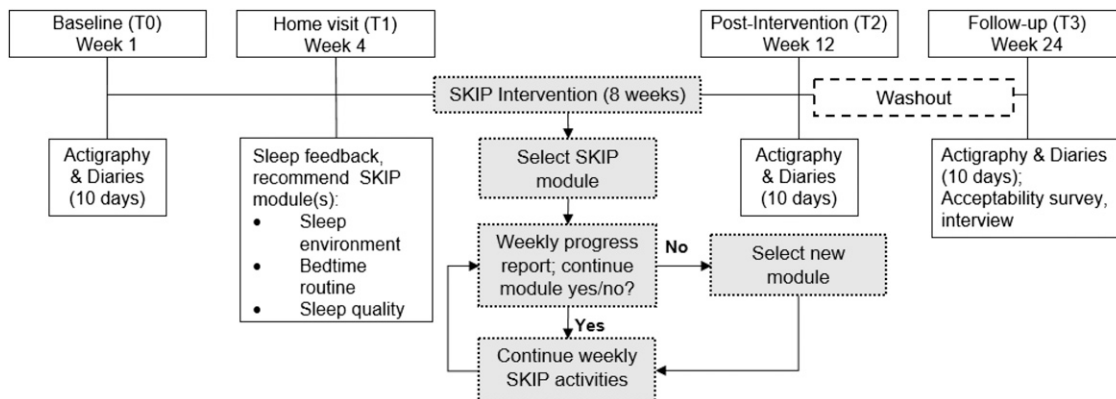 Baseline (T0)
Week 1
Home visit (T1)
Week 4
Post-Intervention (T2)
Week 12
Follow-up (T3)
Week 24
SKIP Intervention (8 weeks)
Washout
Actigraphy
& Diaries
(10 days)
Sleep feedback,
recommend SKIP
module(s):
• Sleep
environment
• Bedtime
routine
• Sleep quality
Select SKIP
module
Weekly progress
report; continue
module yes/no?
No
Select new
module
Yes
Continue weekly
SKIP activities
Actigraphy
& Diaries
(10 days)
Actigraphy & Diaries
(10 days);
Acceptability survey,
interview